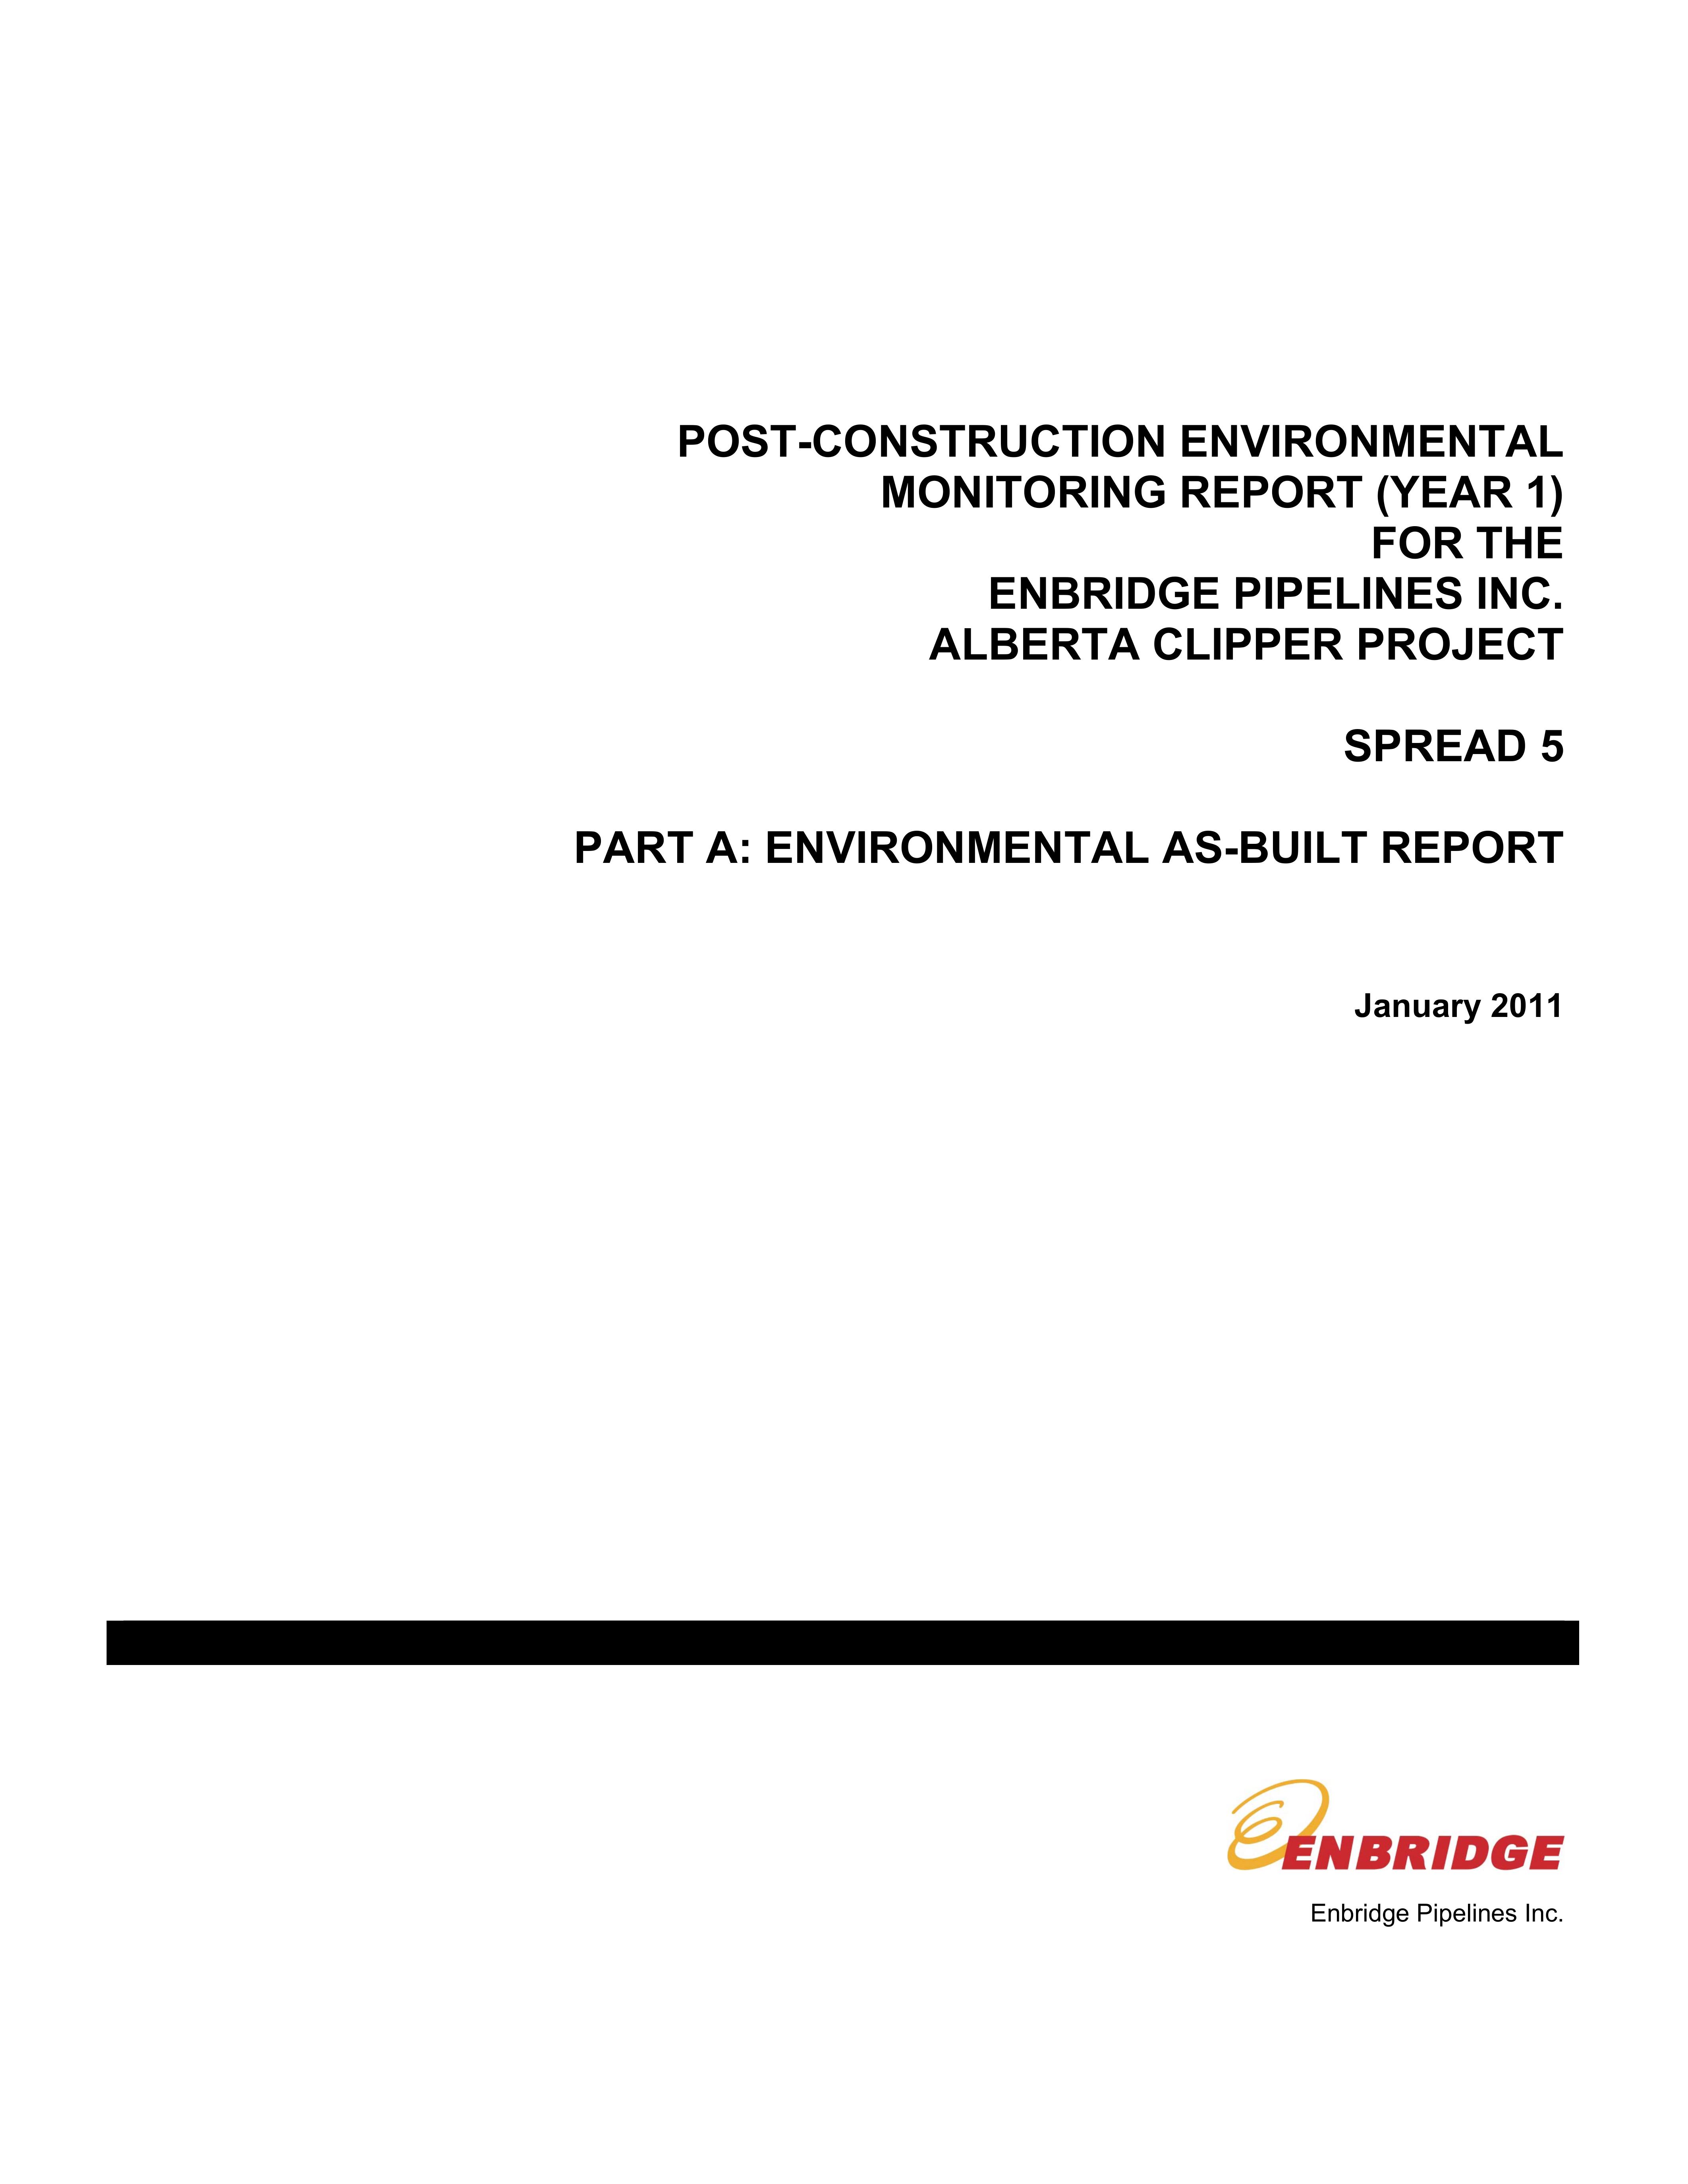 POST-CONSTRUCTION ENVIRONMENTAL
MONITORING REPORT (YEAR 1)
FOR THE
ENBRIDGE PIPELINES INC.
ALBERTA CLIPPER PROJECT
SPREAD 5
PART A: ENVIRONMENTAL AS-BUILT REPORT
January 2011
ENBRIDGE
Enbridge Pipelines Inc.